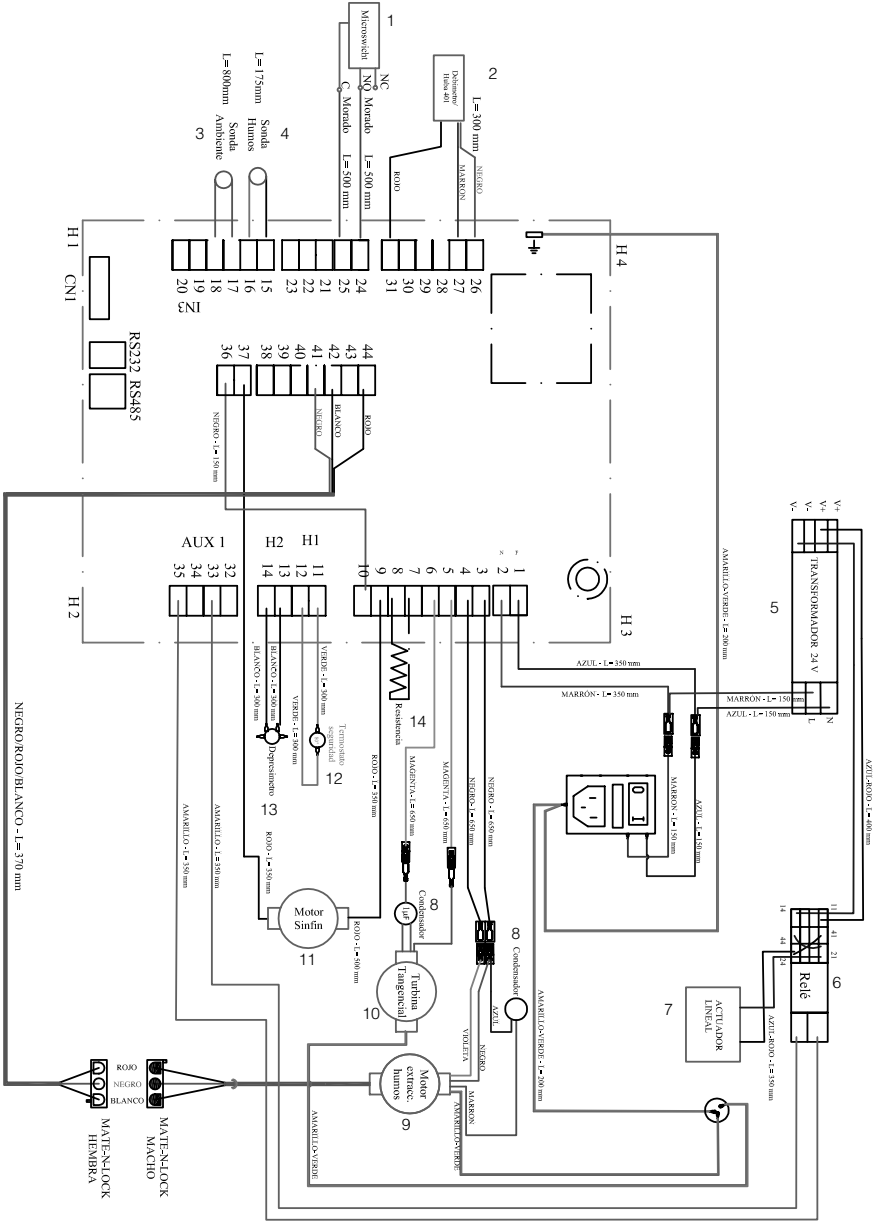 1
Microswicht
NC
NO Morado L= 500 mm
C Morado L= 500 mm
2
Debimetro/
Huba 401
L= 300 mm
NEGRO
MARRON
ROJO
3
L= 800mm
Sonda
Ambiente
4
L= 175mm
Sonda
Humos
H 1
H 4
CN1
RS232 RS485
IN3
20 19 18 17 16 15
23 22 21 25 24
31 30 29 28 27 26
36 37
38 39 40 41 42 43 44
NEGRO
BLANCO
ROJO
NEGRO - L= 150 mm
AUX 1
H2
H1
35 34 33 32
14 13 12 11
10 9 8 7 6 5 4 3
N P
2 1
H 2
H 3
AMARILLO-VERDE - L= 200 mm
V-
V-
V+
V+
TRANSFORMADOR 24 V
L N
5
AZUL - L= 350 mm
MARRÓN - L= 350 mm
MARRÓN - L= 150 mm
AZUL - L= 150 mm
MARRON - L= 150 mm
AZUL - L= 150 mm
AZUL-ROJO - L= 400 mm
O I
14 11
41
44
24 21
Relé
6
7
ACTUADOR
LINEAL
AZUL-ROJO - L= 350 mm
BLANCO - L= 300 mm
BLANCO - L= 300 mm
Depresimetro
13
VERDE - L= 300 mm
VERDE - L= 300 mm
Termostato
seguridad
12
Resistencia
14
ROJO - L= 350 mm
ROJO - L= 350 mm
ROJO - L= 500 mm
Motor
Sinfin
11
MAGENTA - L= 650 mm
MAGENTA - L= 650 mm
NEGRO - L= 650 mm
NEGRO - L= 650 mm
1µF
Condensador
8
Turbina
Tangencial
10
8
Condensador
AZUL
VIOLETA
NEGRO
MARRON
AMARILLO-VERDE
AMARILLO-VERDE
AMARILLO-VERDE - L= 200 mm
Motor
extracc.
humos
9
AMARILLO - L= 350 mm
AMARILLO - L= 350 mm
NEGRO/ROJO/BLANCO - L= 370 mm
ROJO
NEGRO
BLANCO
MATE-N-LOCK
HEMBRA
MATE-N-LOCK
MACHO